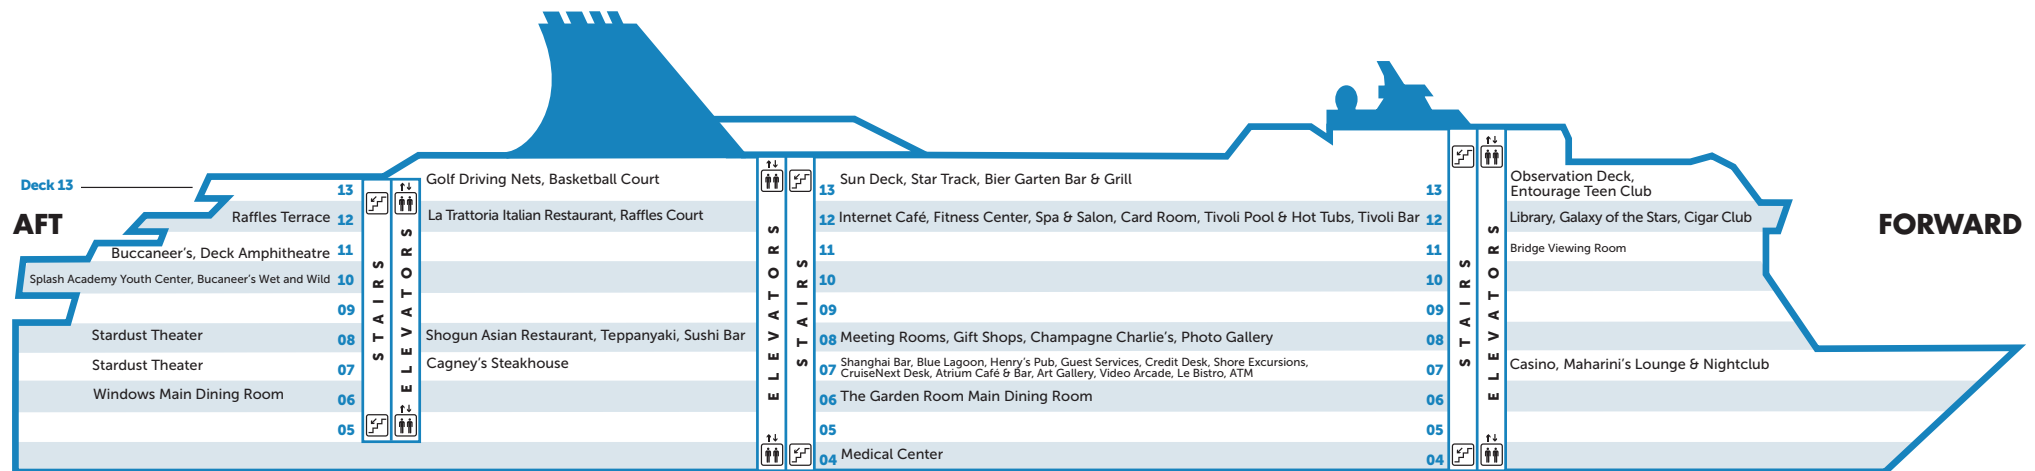 Deck 13
AFT
FORWARD
13
Raffles Terrace 12
Buccaneer's, Deck Amphitheatre 11
Splash Academy Youth Center, Bucaneer's Wet and Wild 10
09
Stardust Theater 08
Stardust Theater 07
Windows Main Dining Room 06
05
STAIRS
ELEVATORS
Golf Driving Nets, Basketball Court
La Trattoria Italian Restaurant, Raffles Court
Shogun Asian Restaurant, Teppanyaki, Sushi Bar
Cagney's Steakhouse
ELEVATORS
STAIRS
13 Sun Deck, Star Track, Bier Garten Bar & Grill
12 Internet Café, Fitness Center, Spa & Salon, Card Room, Tivoli Pool & Hot Tubs, Tivoli Bar
11
10
09
08 Meeting Rooms, Gift Shops, Champagne Charlie's, Photo Gallery
07 Shanghai Bar, Blue Lagoon, Henry's Pub, Guest Services, Credit Desk, Shore Excursions,
CruiseNext Desk, Atrium Café & Bar, Art Gallery, Video Arcade, Le Bistro, ATM
06 The Garden Room Main Dining Room
05
04 Medical Center
13
12
11
10
09
08
07
06
05
04
STAIRS
ELEVATORS
Observation Deck,
Entourage Teen Club
Library, Galaxy of the Stars, Cigar Club
Bridge Viewing Room
Casino, Maharini's Lounge & Nightclub